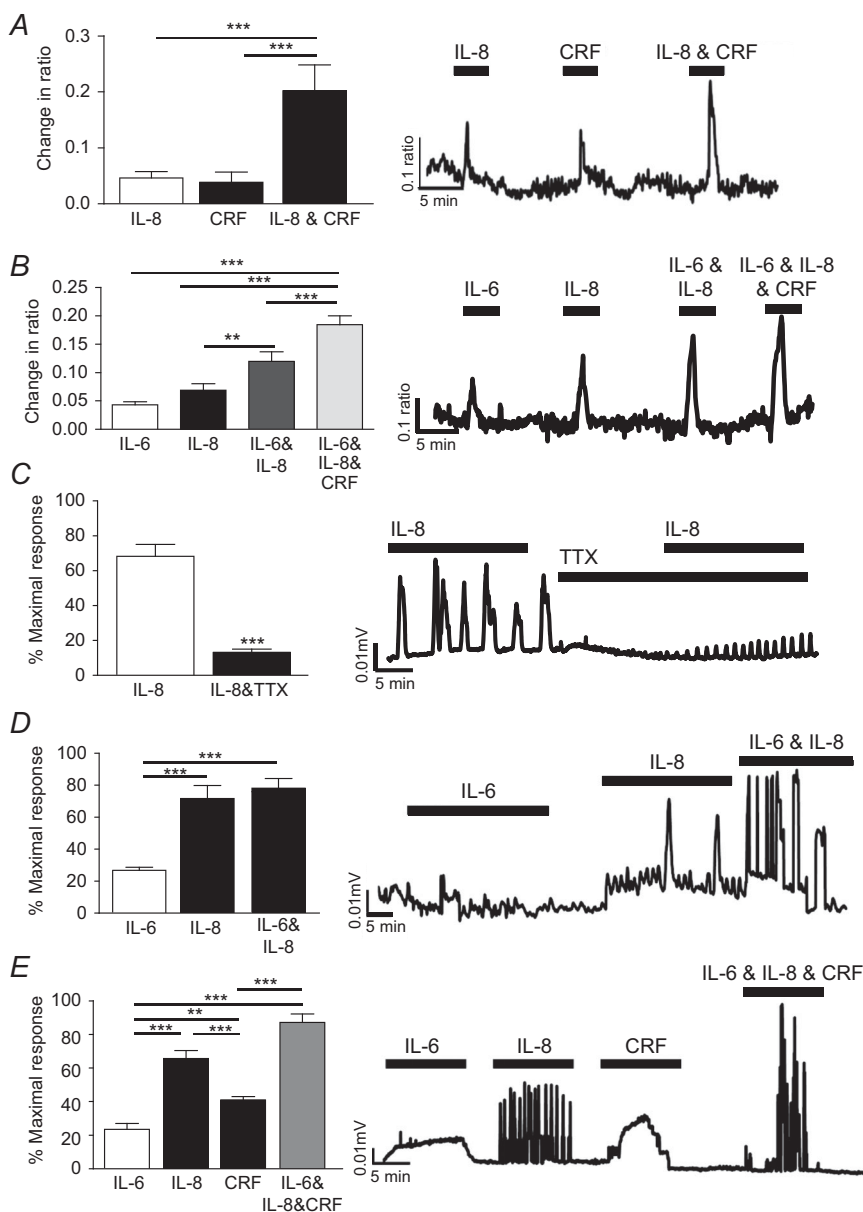 A
Change in ratio
0.3
0.2
0.1
0.0
***
***
IL-8
CRF
IL-8 & CRF
IL-8
CRF
IL-8 & CRF
0.1 ratio
5 min
B
Change in ratio
0.25
0.20
0.15
0.10
0.05
0.00
***
***
***
**
IL-6
IL-8
IL-6&
IL-8
IL-6&
IL-8&
CRF
IL-6
IL-8
IL-6 &
IL-8
IL-6 & IL-8
& CRF
0.1 ratio
5 min
C
% Maximal response
100
80
60
40
20
0
***
IL-8
IL-8&TTX
IL-8
IL-8
TTX
0.01mV
5 min
D
% Maximal response
100
80
60
40
20
0
***
***
IL-6
IL-8
IL-6&
IL-8
IL-6
IL-8
IL-6 & IL-8
0.01mV
5 min
E
% Maximal response
100
80
60
40
20
0
***
***
**
***
***
IL-6
IL-8
CRF
IL-6&
IL-8&CRF
IL-6
IL-8
CRF
IL-6 & IL-8 & CRF
0.01mV
5 min